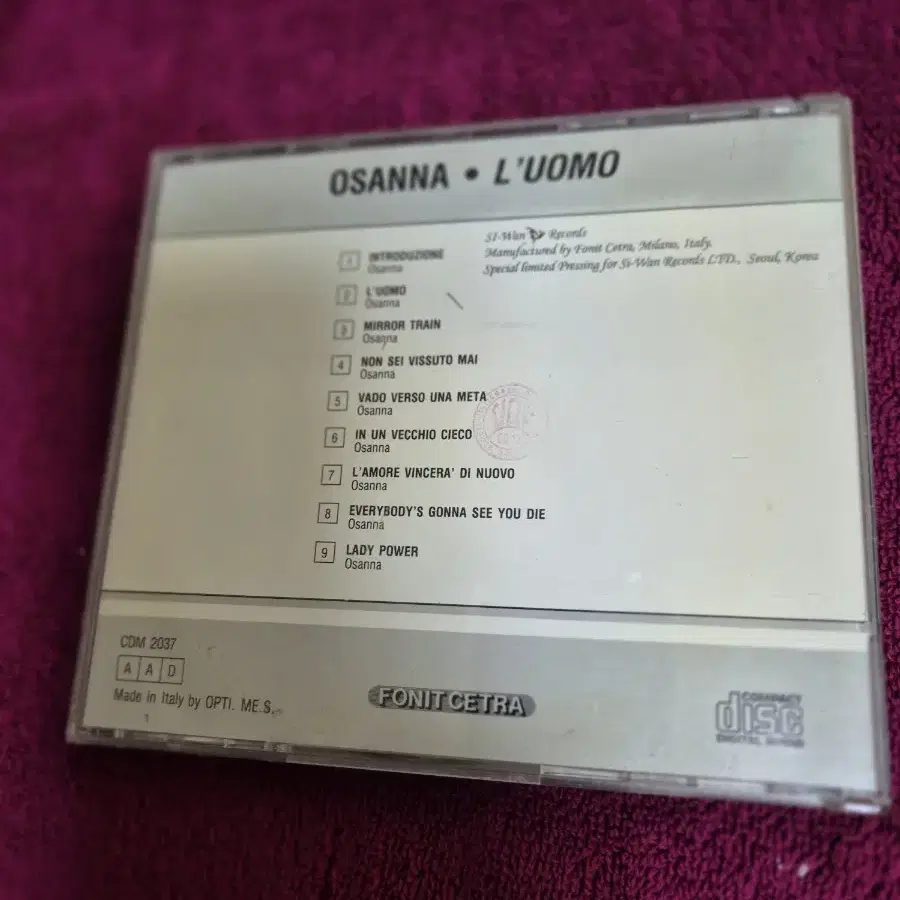 OSANNA • L'UOMO
SI-Wan Records
Manufactured by Fonit Cetra, Milano, Italy.
Special limited Pressing for Si-Wan Records LTD., Seoul, Korea
1 INTRODUZIONE
Osanna
2 L'UOMO
Osanna
3 MIRROR TRAIN
Osanna
4 NON SEI VISSUTO MAI
Osanna
5 VADO VERSO UNA META
Osanna
6 IN UN VECCHIO CIECO
Osanna
7 L'AMORE VINCERA' DI NUOVO
Osanna
8 EVERYBODY'S GONNA SEE YOU DIE
Osanna
9 LADY POWER
Osanna
CDM 2037
A A D
Made in Italy by OPTI. ME.S.
FONIT CETRA
COMPACT
disc
DIGITAL AUDIO